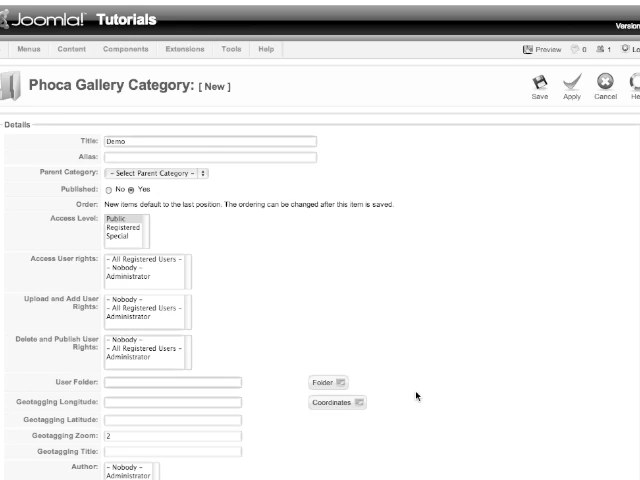 Joomla! Tutorials
Version
Menus Content Components Extensions Tools Help Preview 0 1 Lo
Phoca Gallery Category: [ New ]
Save Apply Cancel He
Details
Title: Demo
Alias:
Parent Category: - Select Parent Category -
Published: No Yes
Order: New items default to the last position. The ordering can be changed after this item is saved.
Access Level: Public
Registered
Special
Access User rights: - All Registered Users -
- Nobody -
Administrator
Upload and Add User Rights: - Nobody -
- All Registered Users -
Administrator
Delete and Publish User Rights: - Nobody -
- All Registered Users -
Administrator
User Folder: Folder
Geotagging Longitude: Coordinates
Geotagging Latitude:
Geotagging Zoom: 2
Geotagging Title:
Author: - Nobody -
Administrator